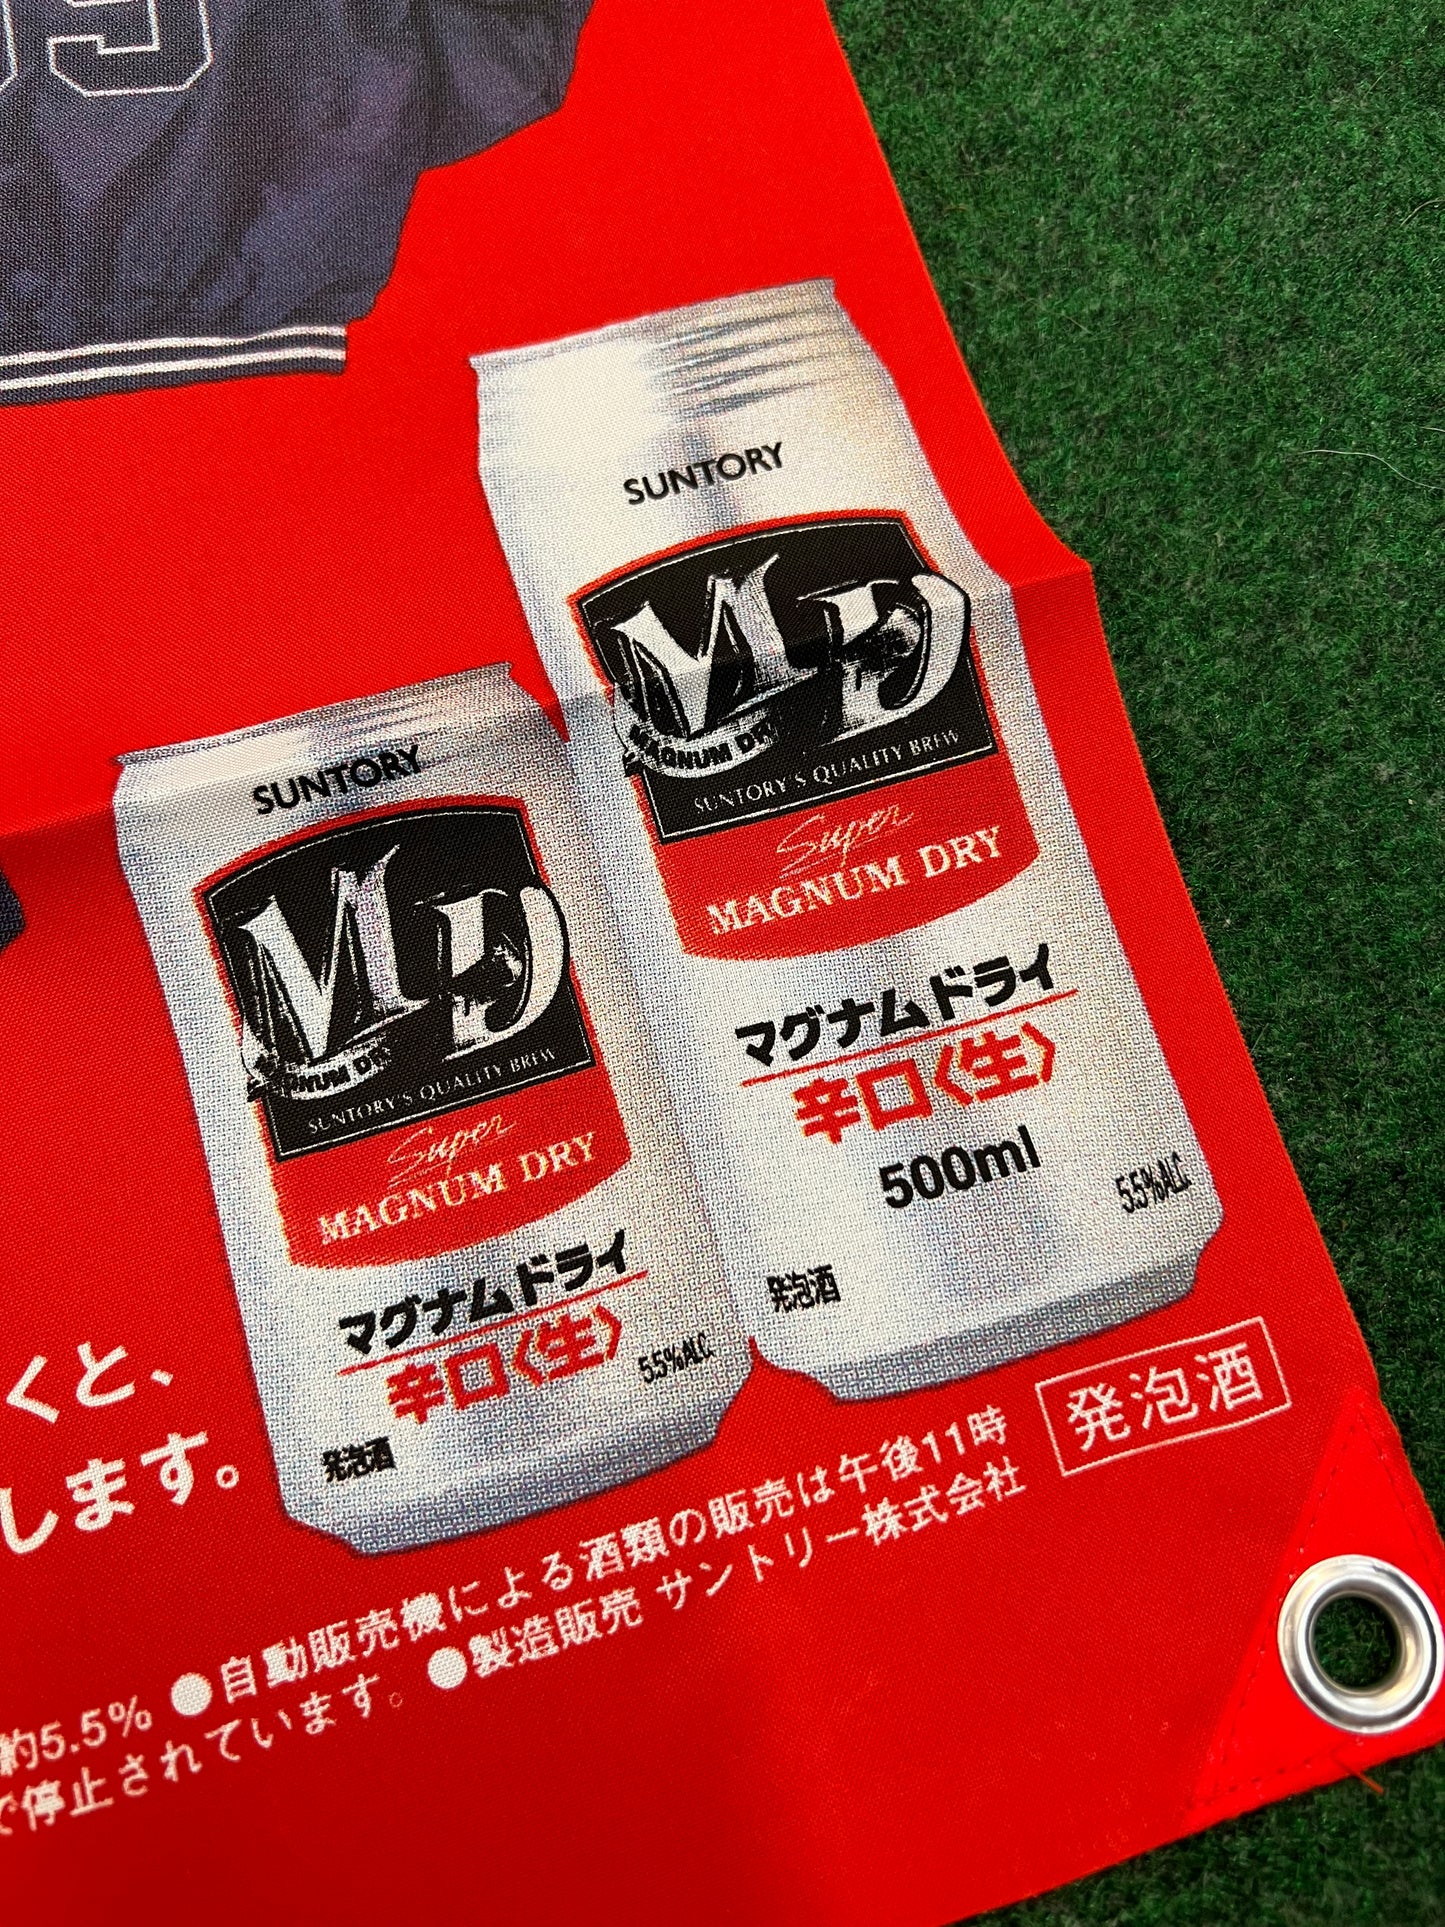 SUNTORY
MD
MAGNUM DRY
SUNTORY'S QUALITY BREW
Super
MAGNUM DRY
マグナムドライ
辛口〈生〉
500ml
5.5%ALC.
発泡酒
SUNTORY
MD
MAGNUM DRY
SUNTORY'S QUALITY BREW
Super
MAGNUM DRY
マグナムドライ
辛口〈生〉
5.5%ALC.
発泡酒
くと、
します。
発泡酒
約5.5% ●自動販売機による酒類の販売は午後11時
で停止されています。 ●製造販売 サントリー株式会社